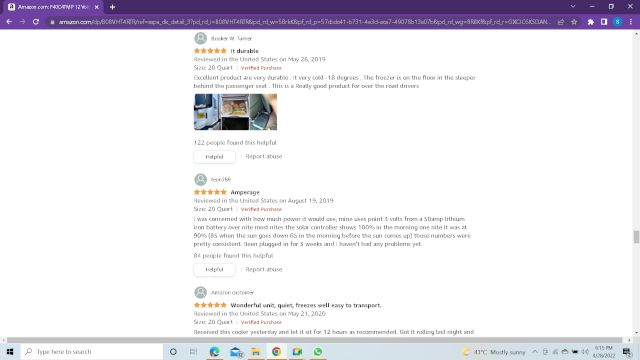 Amazon.com: F40C4TMP 12 Volt
amazon.com/dp/B08VHT4RTR/ref=sspa_dk_detail_3?pd_rd_i=B08VHT4RTR&pd_rd_w=58rkK&pf_rd_p=57cbdc41-b731-4e3d-aca7-49078b13a07b&pd_rd_wg=8R8Kf&pf_rd_r=
Booker W. Turner
It durable
Reviewed in the United States on May 26, 2019
Size: 20 Quart | Verified Purchase
Excellent product are very durable . It very cold -18 degrees . The freezer is on the floor in the sleeper
behind the passenger seat . This is a Really good product for over the road drivers
122 people found this helpful
Helpful | Report abuse
leon789
Amperage
Reviewed in the United States on August 19, 2019
Size: 20 Quart | Verified Purchase
I was concerned with how much power it would use, mine uses point 3 volts from a 50amp lithium
iron battery over nite most nites the solar controller shows 100% in the morning one nite it was at
90% (85 when the sun goes down 65 in the morning before the sun comes up) those numbers were
pretty consistent. Been plugged in for 3 weeks and I haven't had any problems yet.
84 people found this helpful
Helpful | Report abuse
Amazon customer
Wonderful unit, quiet, freezes well easy to transport.
Reviewed in the United States on May 21, 2020
Size: 20 Quart | Verified Purchase
Received this cooler yesterday and let it sit for 12 hours as recommended. Got it rolling last night and
Type here to search
41°C Mostly sunny
6:15 PM
4/28/2022